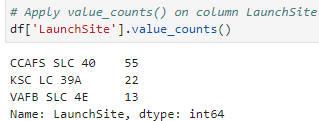 # Apply value_counts() on column LaunchSite
df['LaunchSite'].value_counts()
CCAFS SLC 40    55
KSC LC 39A      22
VAFB SLC 4E     13
Name: LaunchSite, dtype: int64